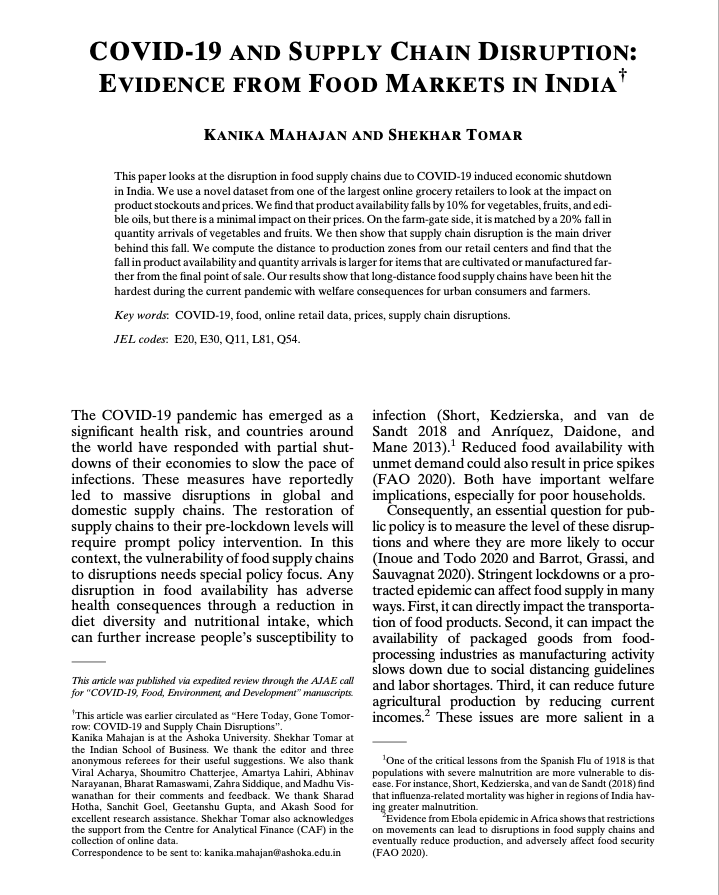 COVID-19 AND SUPPLY CHAIN DISRUPTION:
EVIDENCE FROM FOOD MARKETS IN INDIA†
KANIKA MAHAJAN AND SHEKHAR TOMAR
This paper looks at the disruption in food supply chains due to COVID-19 induced economic shutdown
in India. We use a novel dataset from one of the largest online grocery retailers to look at the impact on
product stockouts and prices. We find that product availability falls by 10% for vegetables, fruits, and edi-
ble oils, but there is a minimal impact on their prices. On the farm-gate side, it is matched by a 20% fall in
quantity arrivals of vegetables and fruits. We then show that supply chain disruption is the main driver
behind this fall. We compute the distance to production zones from our retail centers and find that the
fall in product availability and quantity arrivals is larger for items that are cultivated or manufactured far-
ther from the final point of sale. Our results show that long-distance food supply chains have been hit the
hardest during the current pandemic with welfare consequences for urban consumers and farmers.
Key words: COVID-19, food, online retail data, prices, supply chain disruptions.
JEL codes: E20, E30, Q11, L81, Q54.
The COVID-19 pandemic has emerged as a
significant health risk, and countries around
the world have responded with partial shut-
downs of their economies to slow the pace of
infections. These measures have reportedly
led to massive disruptions in global and
domestic supply chains. The restoration of
supply chains to their pre-lockdown levels will
require prompt policy intervention. In this
context, the vulnerability of food supply chains
to disruptions needs special policy focus. Any
disruption in food availability has adverse
health consequences through a reduction in
diet diversity and nutritional intake, which
can further increase people's susceptibility to
This article was published via expedited review through the AJAE call
for “COVID-19, Food, Environment, and Development” manuscripts.
†This article was earlier circulated as “Here Today, Gone Tomor-
row: COVID-19 and Supply Chain Disruptions”.
Kanika Mahajan is at the Ashoka University. Shekhar Tomar at
the Indian School of Business. We thank the editor and three
anonymous referees for their useful suggestions. We also thank
Viral Acharya, Shoumitro Chatterjee, Amartya Lahiri, Abhinav
Narayanan, Bharat Ramaswami, Zahra Siddique, and Madhu Vis-
wanathan for their comments and feedback. We thank Sharad
Hotha, Sanchit Goel, Geetanshu Gupta, and Akash Sood for
excellent research assistance. Shekhar Tomar also acknowledges
the support from the Centre for Analytical Finance (CAF) in the
collection of online data.
Correspondence to be sent to: kanika.mahajan@ashoka.edu.in
infection (Short, Kedzierska, and van de
Sandt 2018 and Anríquez, Daidone, and
Mane 2013).1 Reduced food availability with
unmet demand could also result in price spikes
(FAO 2020). Both have important welfare
implications, especially for poor households.
Consequently, an essential question for pub-
lic policy is to measure the level of these disrup-
tions and where they are more likely to occur
(Inoue and Todo 2020 and Barrot, Grassi, and
Sauvagnat 2020). Stringent lockdowns or a pro-
tracted epidemic can affect food supply in many
ways. First, it can directly impact the transporta-
tion of food products. Second, it can impact the
availability of packaged goods from food-
processing industries as manufacturing activity
slows down due to social distancing guidelines
and labor shortages. Third, it can reduce future
agricultural production by reducing current
incomes.2 These issues are more salient in a
1One of the critical lessons from the Spanish Flu of 1918 is that
populations with severe malnutrition are more vulnerable to dis-
ease. For instance, Short, Kedzierska, and van de Sandt (2018) find
that influenza-related mortality was higher in regions of India hav-
ing greater malnutrition.
2Evidence from Ebola epidemic in Africa shows that restrictions
on movements can lead to disruptions in food supply chains and
eventually reduce production, and adversely affect food security
(FAO 2020).